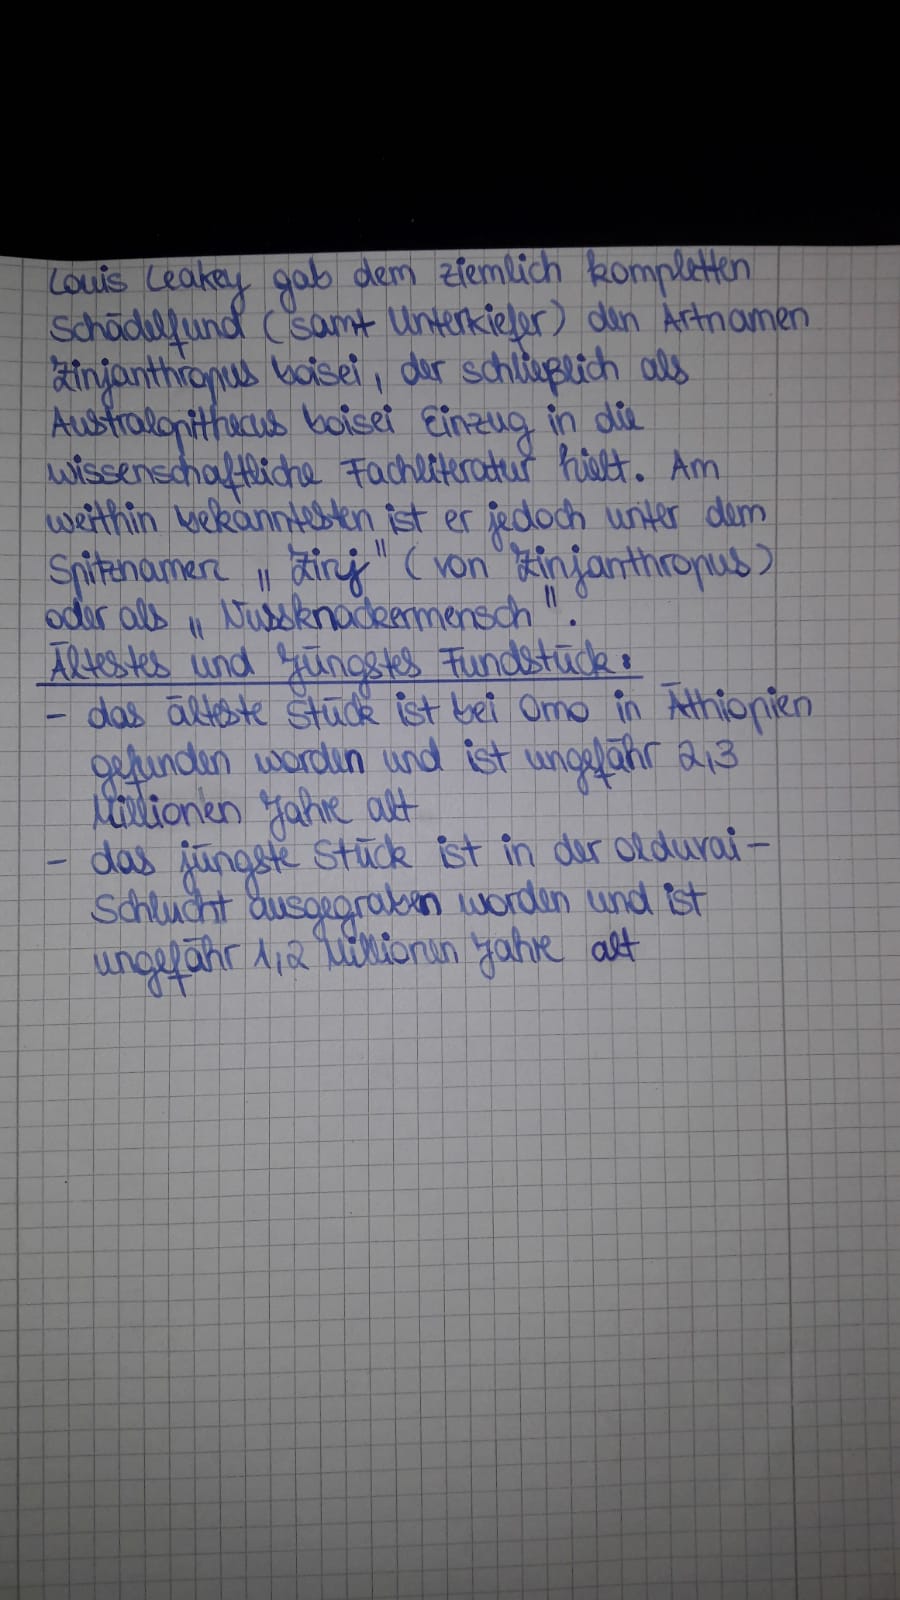 Louis Leakey gab dem ziemlich kompletten
Schädelfund (samt Unterkiefer) den Artnamen
Zinjanthropus boisei, der schließlich als
Australopithecus boisei Einzug in die
wissenschaftliche Fachliteratur hielt. Am
weithin bekanntesten ist er jedoch unter dem
Spitznamen „Zinj" (von Zinjanthropus)
oder als „Nussknackermensch".
Ältestes und jüngstes Fundstück:
- das älteste Stück ist bei Omo in Äthiopien
gefunden worden und ist ungefähr 2,3
Millionen Jahre alt
- das jüngste Stück ist in der Olduvai-
Schlucht ausgegraben worden und ist
ungefähr 1,2 Millionen Jahre alt